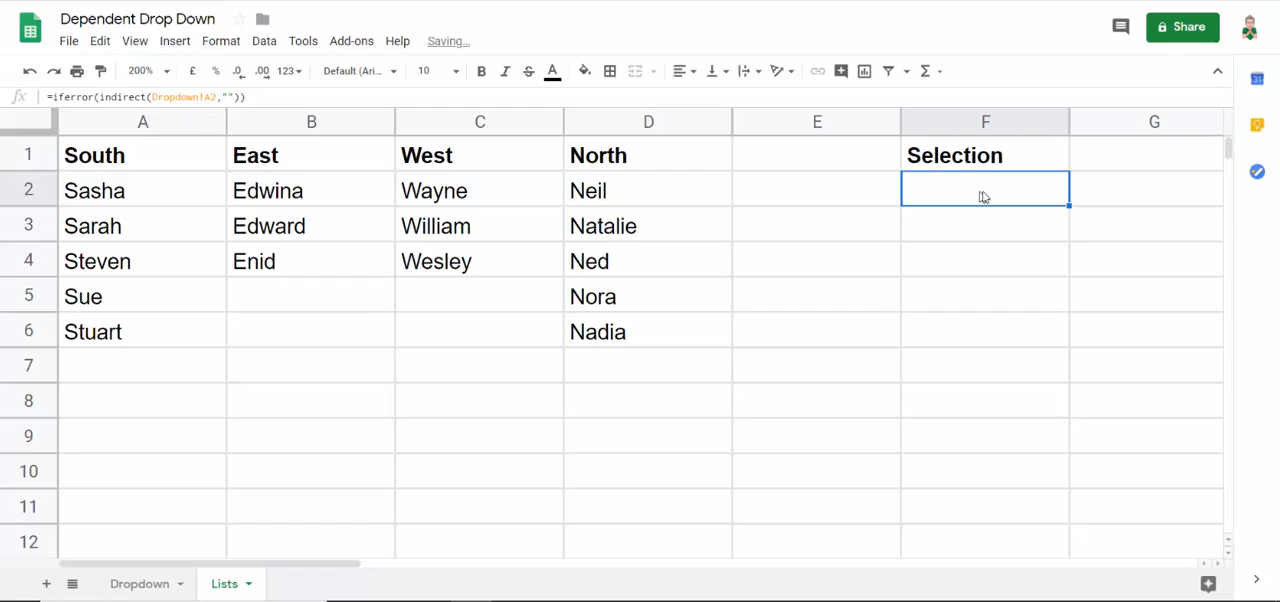 Dependent Drop Down
File Edit View Insert Format Data Tools Add-ons Help Saving...
Share
200% £ % .0 .00 123 Default (Ari... 10 B I S A Σ
fx =iferror(indirect(Dropdown!A2,""))
A B C D E F G
1 South East West North Selection
2 Sasha Edwina Wayne Neil
3 Sarah Edward William Natalie
4 Steven Enid Wesley Ned
5 Sue Nora
6 Stuart Nadia
7
8
9
10
11
12
+ Dropdown Lists
31